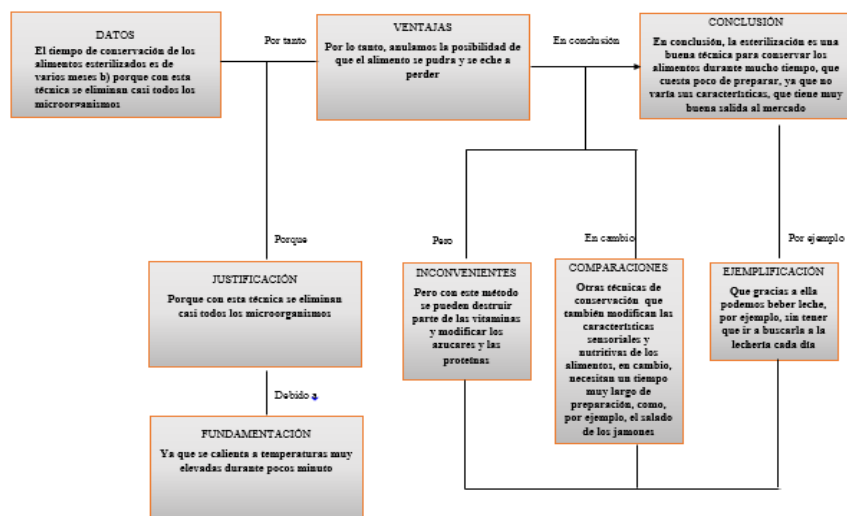 DATOS
El tiempo de conservación de los
alimentos esterilizados es de
varios meses b) porque con esta
técnica se eliminan casi todos los
microorganismos
Por tanto
VENTAJAS
Por lo tanto, anulamos la posibilidad de
que el alimento se pudra y se eche a
perder
En conclusión
CONCLUSIÓN
En conclusión, la esterilización es una
buena técnica para conservar los
alimentos durante mucho tiempo, que
cuesta poco de preparar, ya que no
varía sus características, que tiene muy
buena salida al mercado
Porque
Pero
En cambio
Por ejemplo
JUSTIFICACIÓN
Porque con esta técnica se eliminan
casi todos los microorganismos
INCONVENIENTES
Pero con este método
se pueden destruir
parte de las vitaminas
y modificar los
azucares y las
proteínas
COMPARACIONES
Otras técnicas de
conservación que
también modifican las
características
sensoriales y
nutritivas de los
alimentos, en cambio,
necesitan un tiempo
muy largo de
preparación, como,
por ejemplo, el salado
de los jamones
EJEMPLIFICACIÓN
Que gracias a ella
podemos beber leche,
por ejemplo, sin tener
que ir a buscarla a la
lechería cada día
Debido a
FUNDAMENTACIÓN
Ya que se calienta a temperaturas muy
elevadas durante pocos minuto